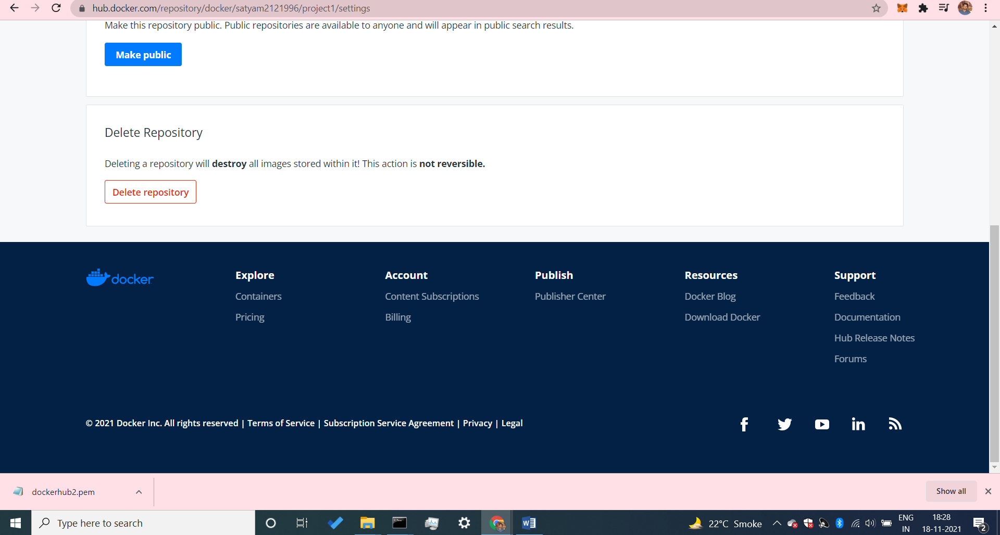 hub.docker.com/repository/docker/satyam2121996/project1/settings
Make this repository public. Public repositories are available to anyone and will appear in public search results.
Make public
Delete Repository
Deleting a repository will destroy all images stored within it! This action is not reversible.
Delete repository
docker
Explore
Containers
Pricing
Account
Content Subscriptions
Billing
Publish
Publisher Center
Resources
Docker Blog
Download Docker
Support
Feedback
Documentation
Hub Release Notes
Forums
© 2021 Docker Inc. All rights reserved | Terms of Service | Subscription Service Agreement | Privacy | Legal
dockerhub2.pem
Show all
Type here to search
22°C Smoke
ENG
IN
18:28
18-11-2021
2